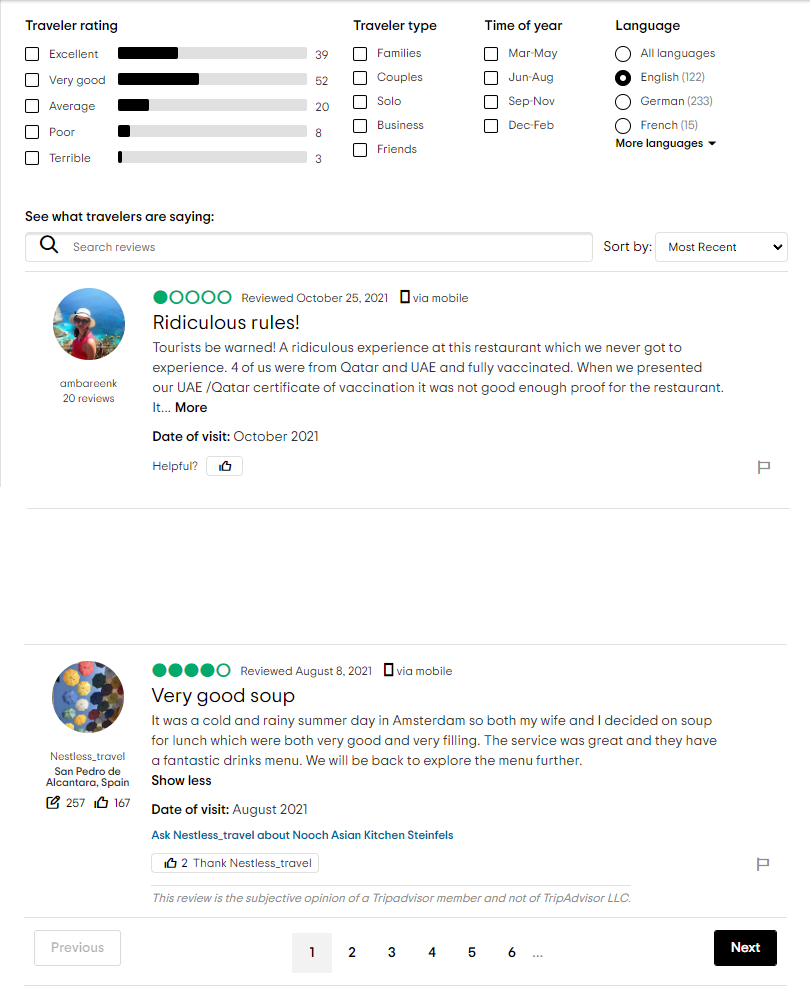 Traveler rating
Excellent 39
Very good 52
Average 20
Poor 8
Terrible 3
Traveler type
Families
Couples
Solo
Business
Friends
Time of year
Mar-May
Jun-Aug
Sep-Nov
Dec-Feb
Language
All languages
English (122)
German (233)
French (15)
More languages
See what travelers are saying:
Search reviews
Sort by: Most Recent
Reviewed October 25, 2021 via mobile
Ridiculous rules!
Tourists be warned! A ridiculous experience at this restaurant which we never got to
experience. 4 of us were from Qatar and UAE and fully vaccinated. When we presented
our UAE /Qatar certificate of vaccination it was not good enough proof for the restaurant.
It... More
ambareenk
20 reviews
Date of visit: October 2021
Helpful?
Reviewed August 8, 2021 via mobile
Very good soup
It was a cold and rainy summer day in Amsterdam so both my wife and I decided on soup
for lunch which were both very good and very filling. The service was great and they have
a fantastic drinks menu. We will be back to explore the menu further.
Show less
Nestless_travel
San Pedro de
Alcantara, Spain
257 167
Date of visit: August 2021
Ask Nestless_travel about Nooch Asian Kitchen Steinfels
2 Thank Nestless_travel
This review is the subjective opinion of a Tripadvisor member and not of TripAdvisor LLC.
Previous 1 2 3 4 5 6 ... Next